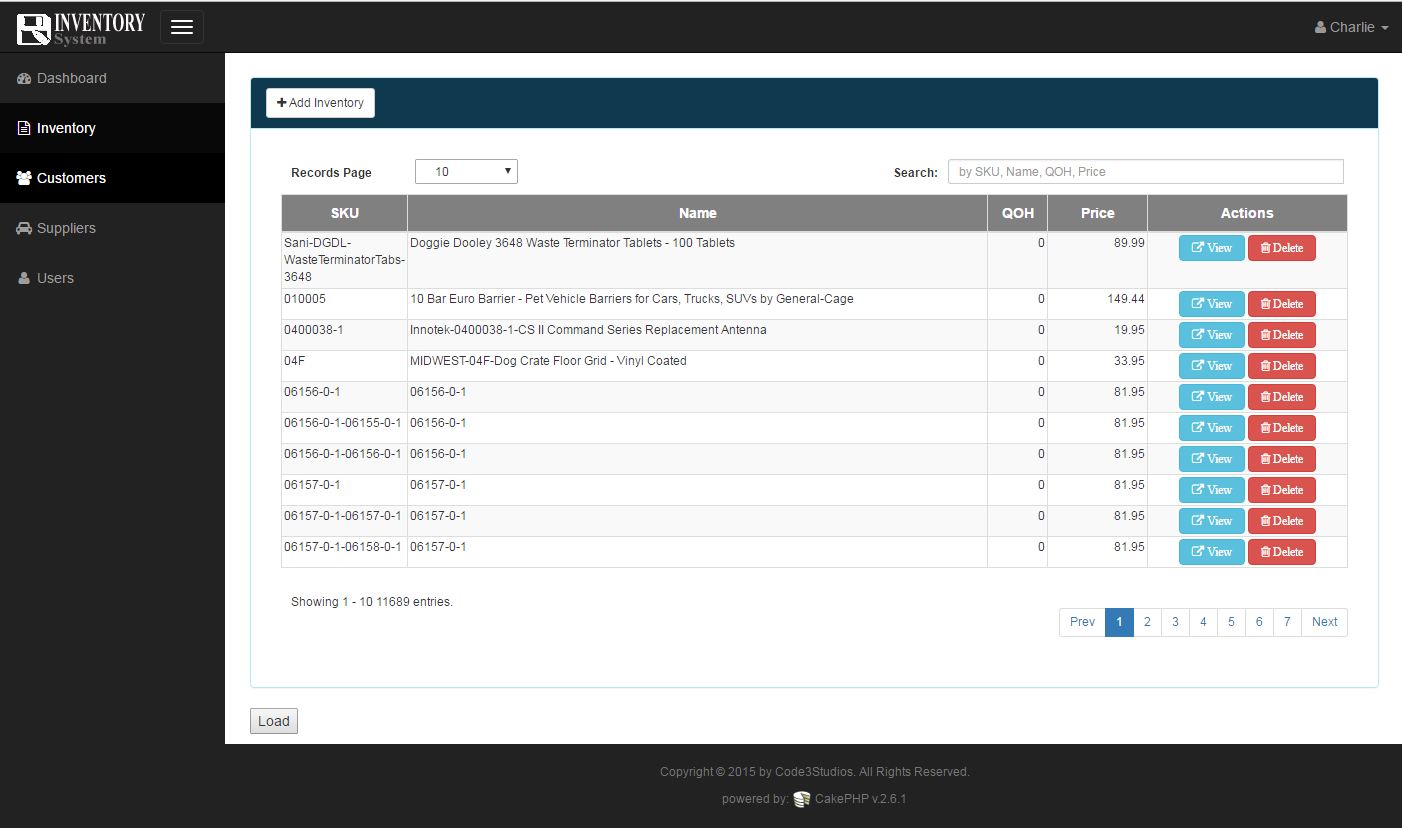 INVENTORY
System
Charlie
Dashboard
Inventory
Customers
Suppliers
Users
Add Inventory
Records Page 10 Search: by SKU, Name, QOH, Price
SKU Name QOH Price Actions
Sani-DGDL- Doggie Dooley 3648 Waste Terminator Tablets - 100 Tablets 0 89.99 View Delete
WasteTerminatorTabs-
3648
010005 10 Bar Euro Barrier - Pet Vehicle Barriers for Cars, Trucks, SUVs by General-Cage 0 149.44 View Delete
0400038-1 Innotek-0400038-1-CS II Command Series Replacement Antenna 0 19.95 View Delete
04F MIDWEST-04F-Dog Crate Floor Grid - Vinyl Coated 0 33.95 View Delete
06156-0-1 06156-0-1 0 81.95 View Delete
06156-0-1-06155-0-1 06156-0-1 0 81.95 View Delete
06156-0-1-06156-0-1 06156-0-1 0 81.95 View Delete
06157-0-1 06157-0-1 0 81.95 View Delete
06157-0-1-06157-0-1 06157-0-1 0 81.95 View Delete
06157-0-1-06158-0-1 06157-0-1 0 81.95 View Delete
Showing 1 - 10 11689 entries.
Prev 1 2 3 4 5 6 7 Next
Load
Copyright © 2015 by Code3Studios. All Rights Reserved.
powered by: CakePHP v.2.6.1